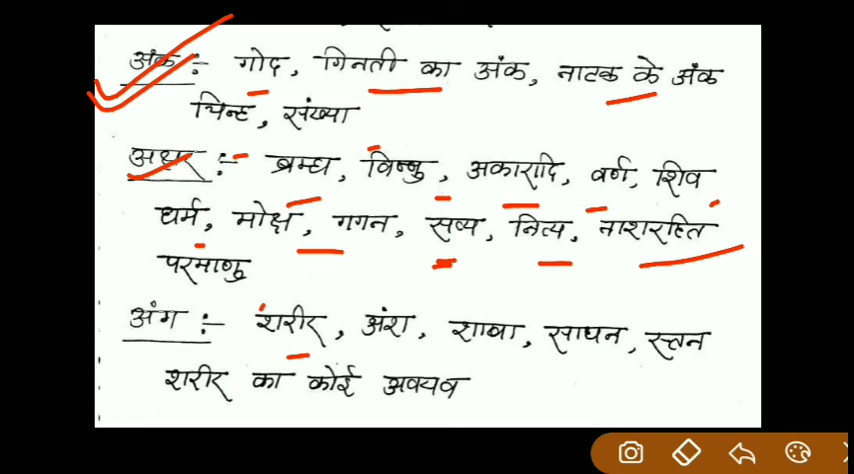 अंक :- गोद, गिनती का अंक, नाटक के अंक
चिन्ह, संख्या
अक्षर :- ब्रम्ह, विष्णु, अकारादि, वर्ण, शिव
धर्म, मोक्ष, गगन, सत्य, नित्य, नाशरहित
परमाणु
अंग :- शरीर, अंश, शाखा, साधन, स्तन
शरीर का कोई अवयव